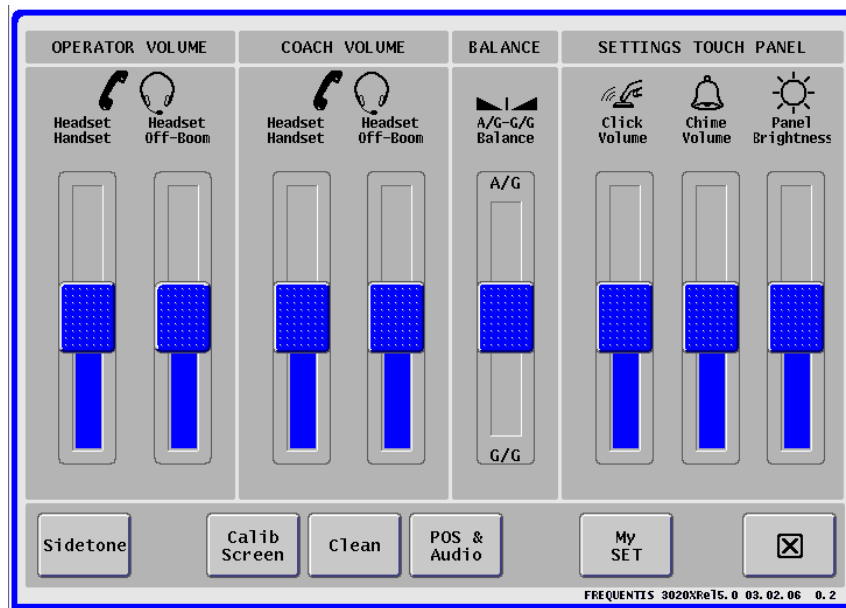 OPERATOR VOLUME
COACH VOLUME
BALANCE
SETTINGS TOUCH PANEL
Headset
Handset
Headset
Off-Boom
Headset
Handset
Headset
Off-Boom
A/G-G/G
Balance
Click
Volume
Chime
Volume
Panel
Brightness
A/G
G/G
Sidetone
Calib
Screen
Clean
POS &
Audio
My
SET
FREQUENTIS 3020XRel5.0 03.02.06 0.2